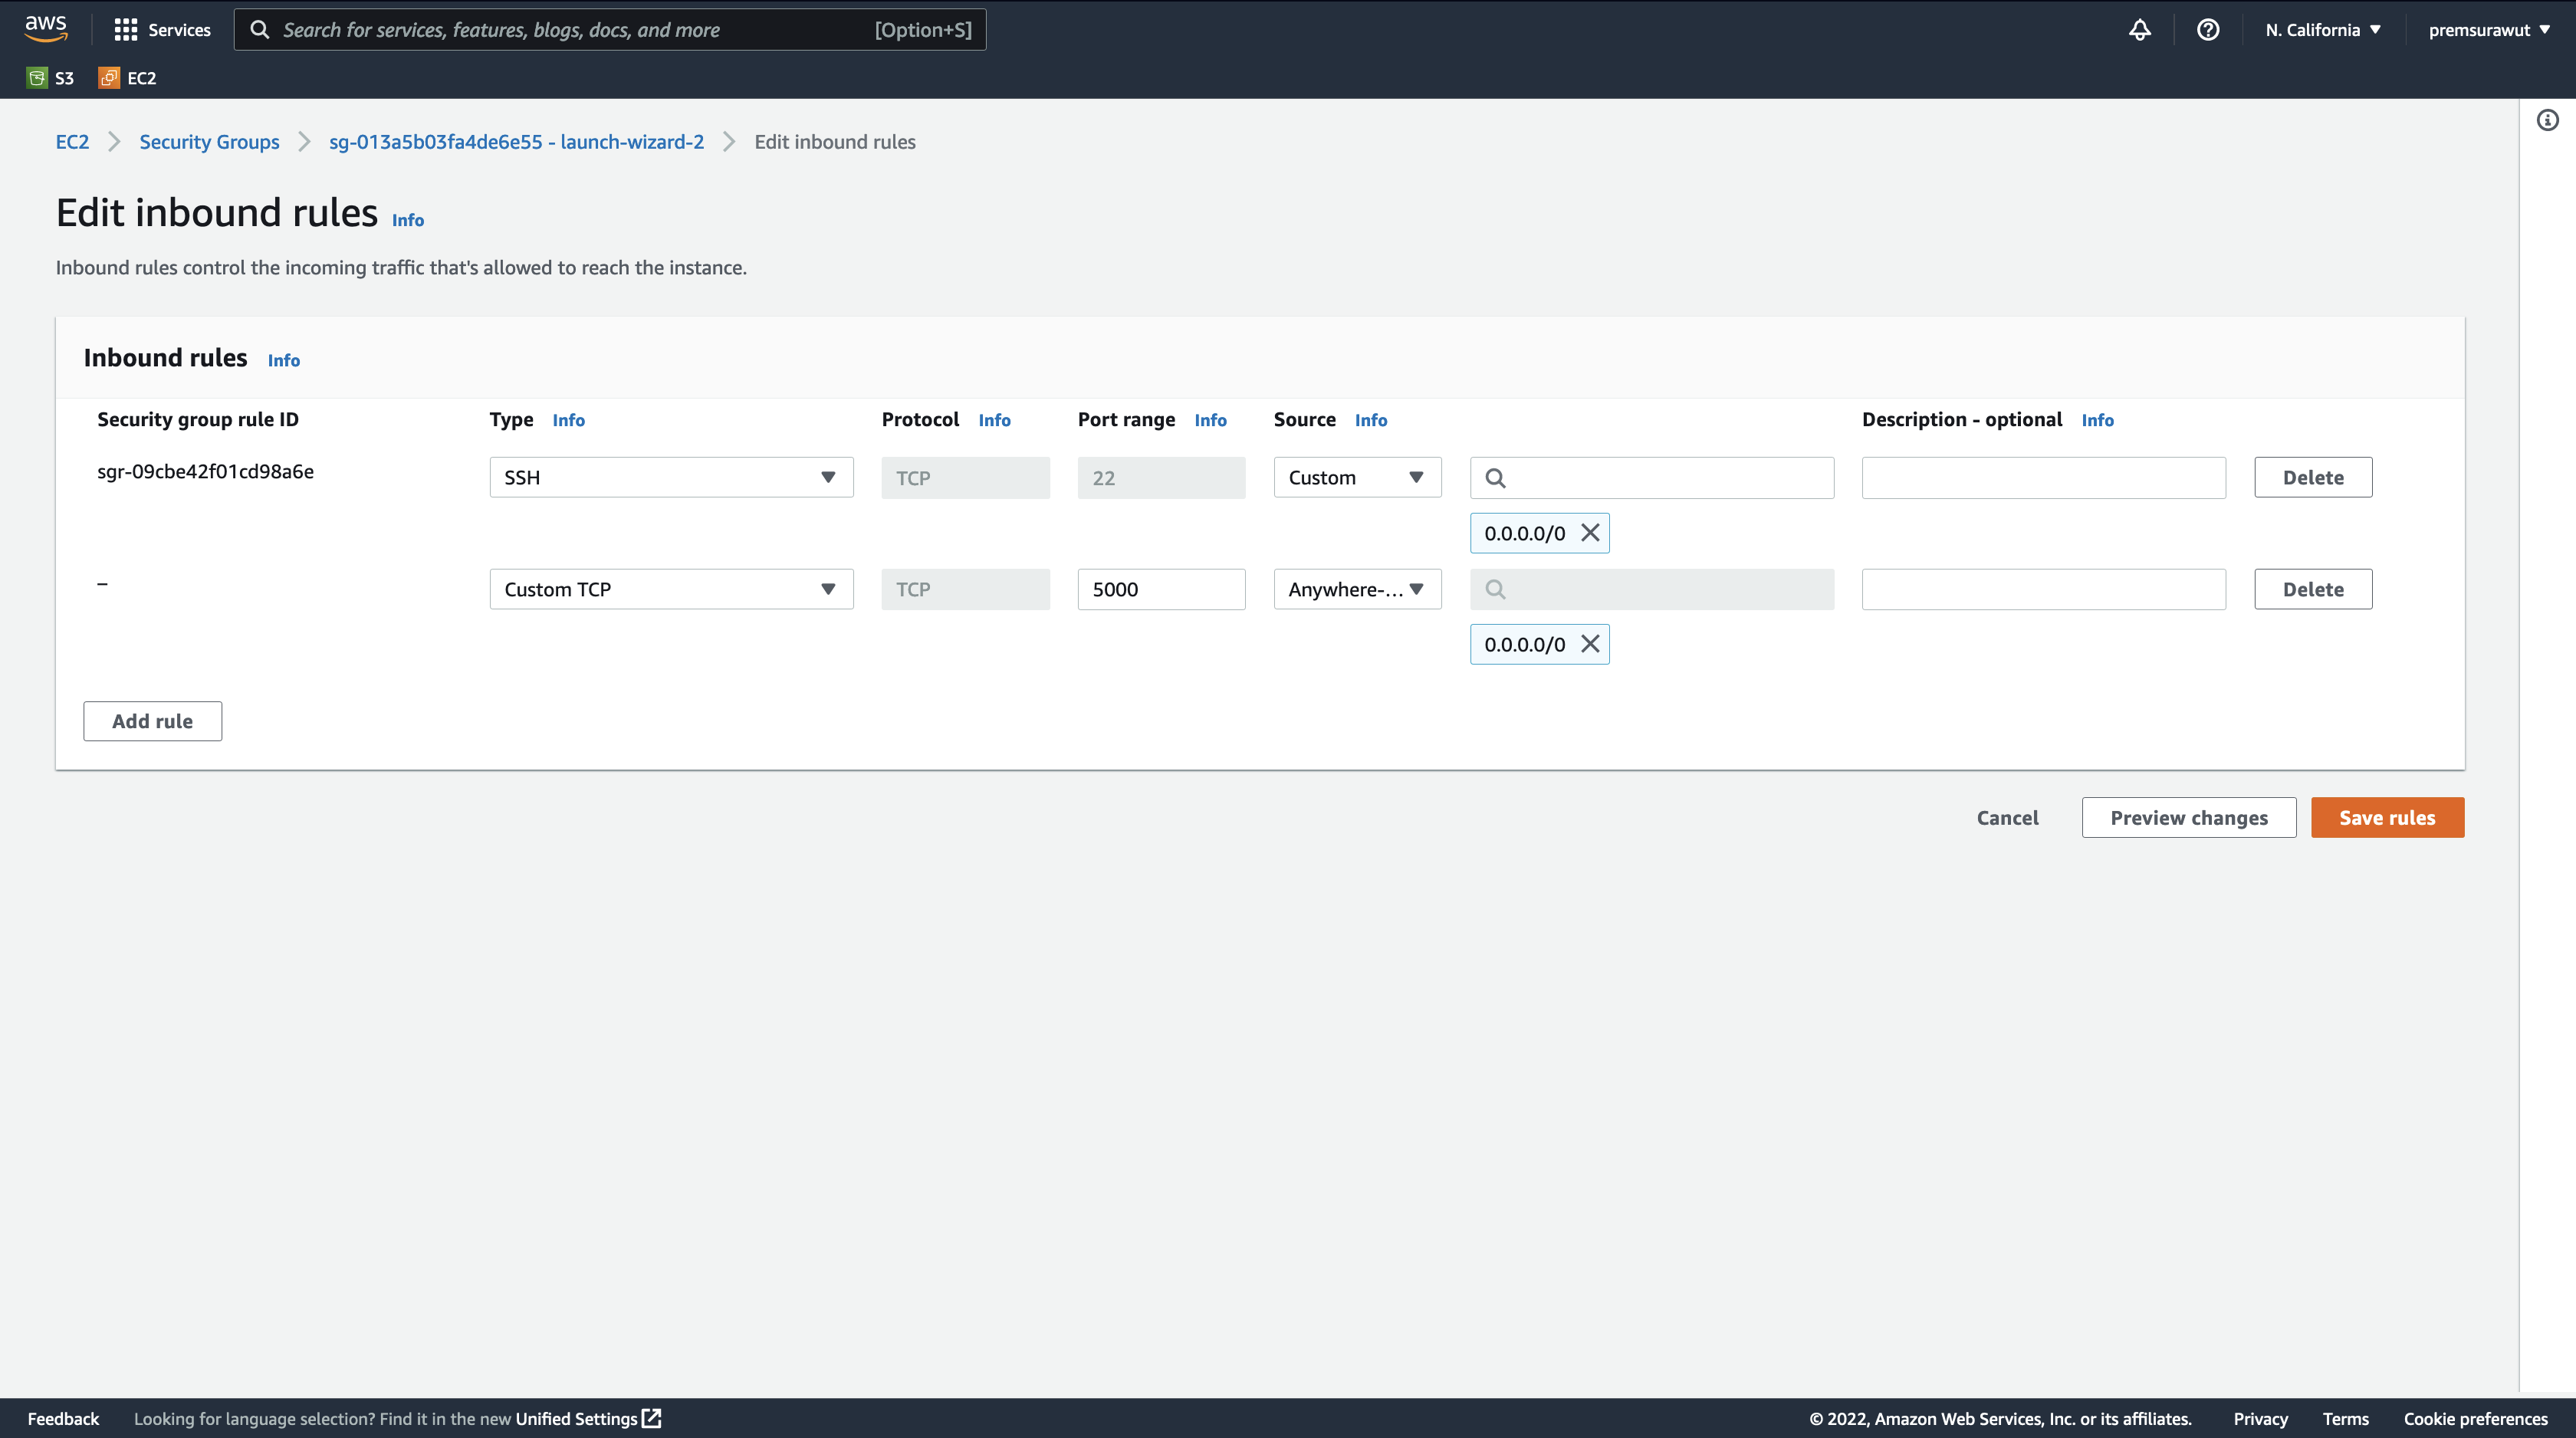 aws
Services
Search for services, features, blogs, docs, and more
[Option+S]
N. California
premsurawut
S3
EC2
EC2
Security Groups
sg-013a5b03fa4de6e55 - launch-wizard-2
Edit inbound rules
Edit inbound rules Info
Inbound rules control the incoming traffic that's allowed to reach the instance.
Inbound rules Info
Security group rule ID
Type Info
Protocol Info
Port range Info
Source Info
Description - optional Info
sgr-09cbe42f01cd98a6e
SSH
TCP
22
Custom
Delete
0.0.0.0/0
–
Custom TCP
TCP
5000
Anywhere-...
Delete
0.0.0.0/0
Add rule
Cancel
Preview changes
Save rules
Feedback
Looking for language selection? Find it in the new Unified Settings
© 2022, Amazon Web Services, Inc. or its affiliates.
Privacy
Terms
Cookie preferences